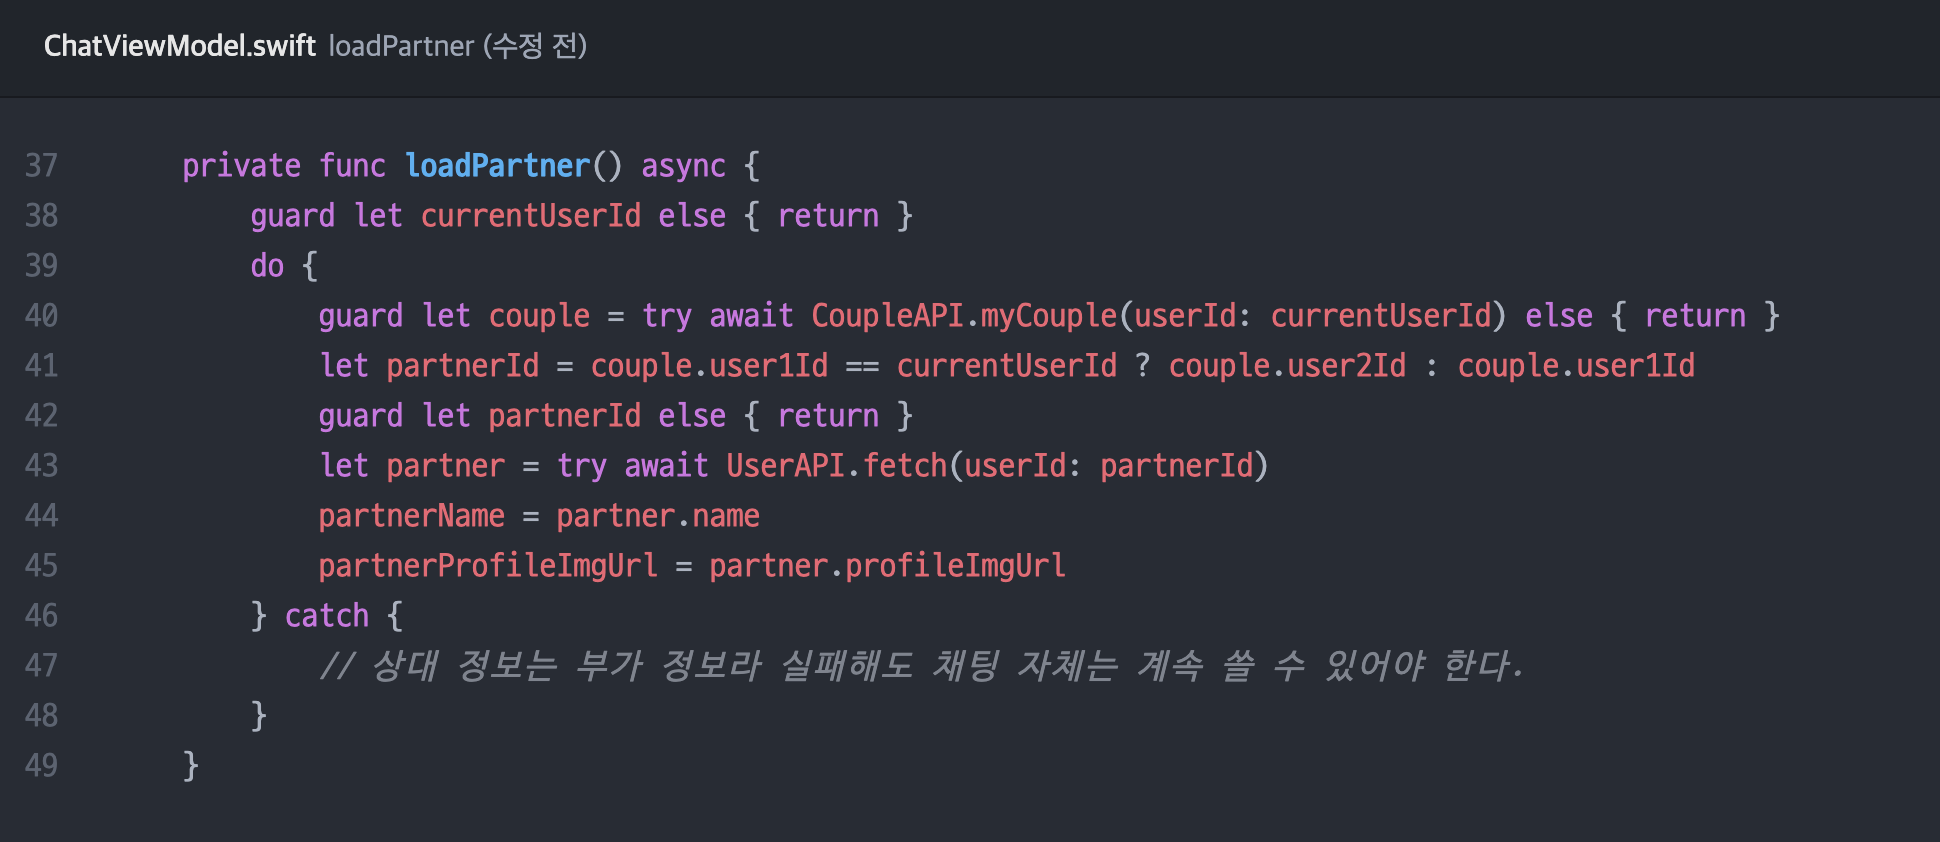 ChatViewModel.swift loadPartner (수정 전)
37 private func loadPartner() async {
38 guard let currentUserId else { return }
39 do {
40 guard let couple = try await CoupleAPI.myCouple(userId: currentUserId) else { return }
41 let partnerId = couple.user1Id == currentUserId ? couple.user2Id : couple.user1Id
42 guard let partnerId else { return }
43 let partner = try await UserAPI.fetch(userId: partnerId)
44 partnerName = partner.name
45 partnerProfileImgUrl = partner.profileImgUrl
46 } catch {
47 // 상대 정보는 부가 정보라 실패해도 채팅 자체는 계속 쓸 수 있어야 한다.
48 }
49 }